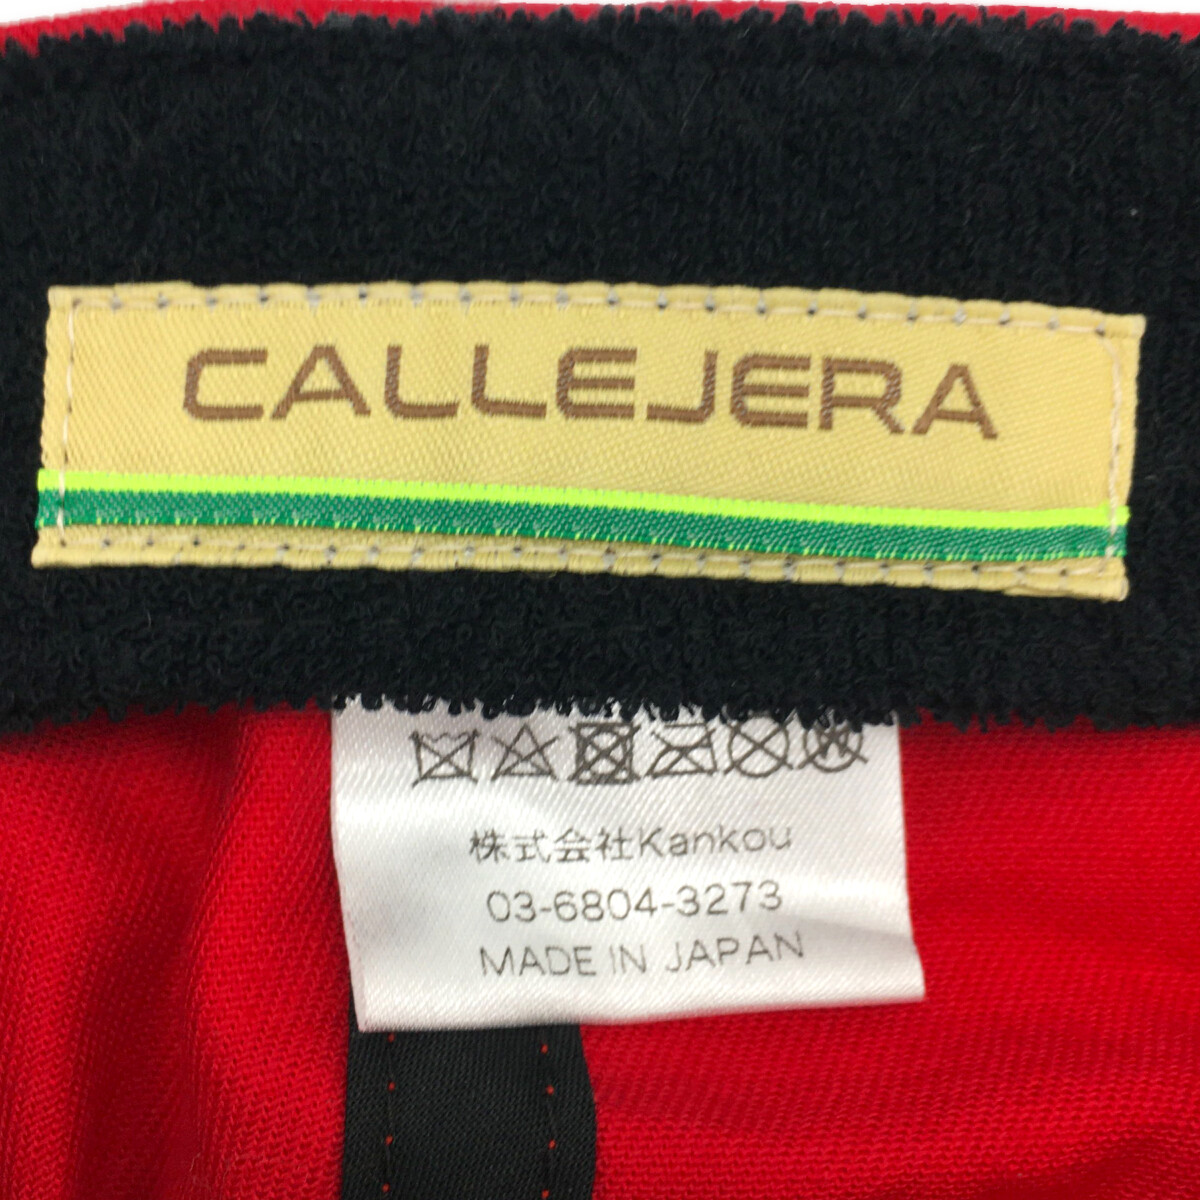 CALLEJERA
株式会社Kankou
03-6804-3273
MADE IN JAPAN